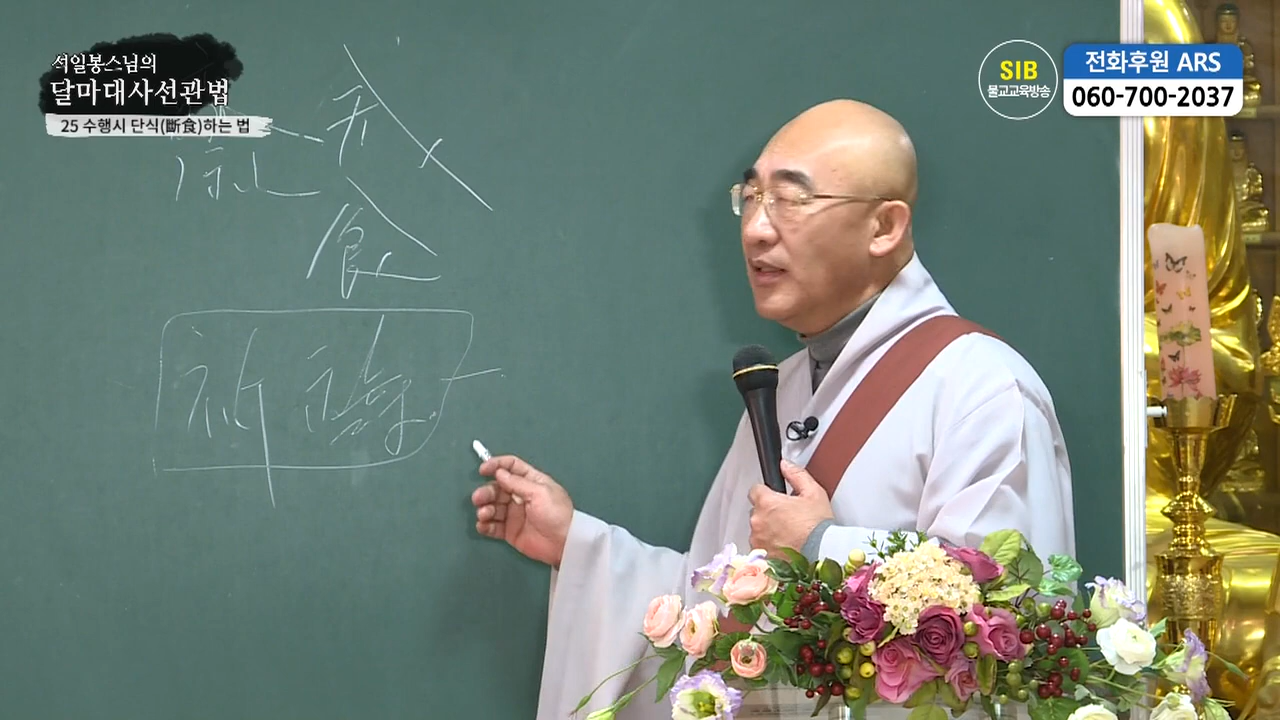 석일봉스님의
달마대사선관법
25 수행시 단식(斷食)하는 법
SIB
불교교육방송
전화후원 ARS
060-700-2037
食
祈禱